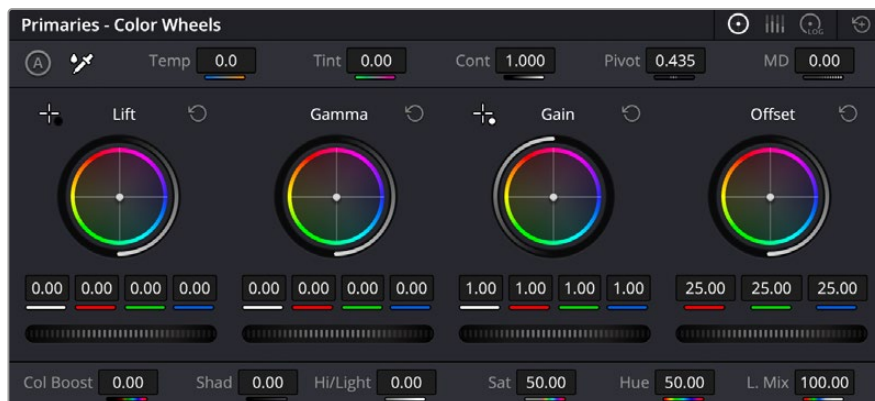 Primaries - Color Wheels
LOG
A Temp 0.0 Tint 0.00 Cont 1.000 Pivot 0.435 MD 0.00
Lift Gamma Gain Offset
0.00 0.00 0.00 0.00 0.00 0.00 0.00 0.00 1.00 1.00 1.00 1.00 25.00 25.00 25.00
Col Boost 0.00 Shad 0.00 Hi/Light 0.00 Sat 50.00 Hue 50.00 L. Mix 100.00